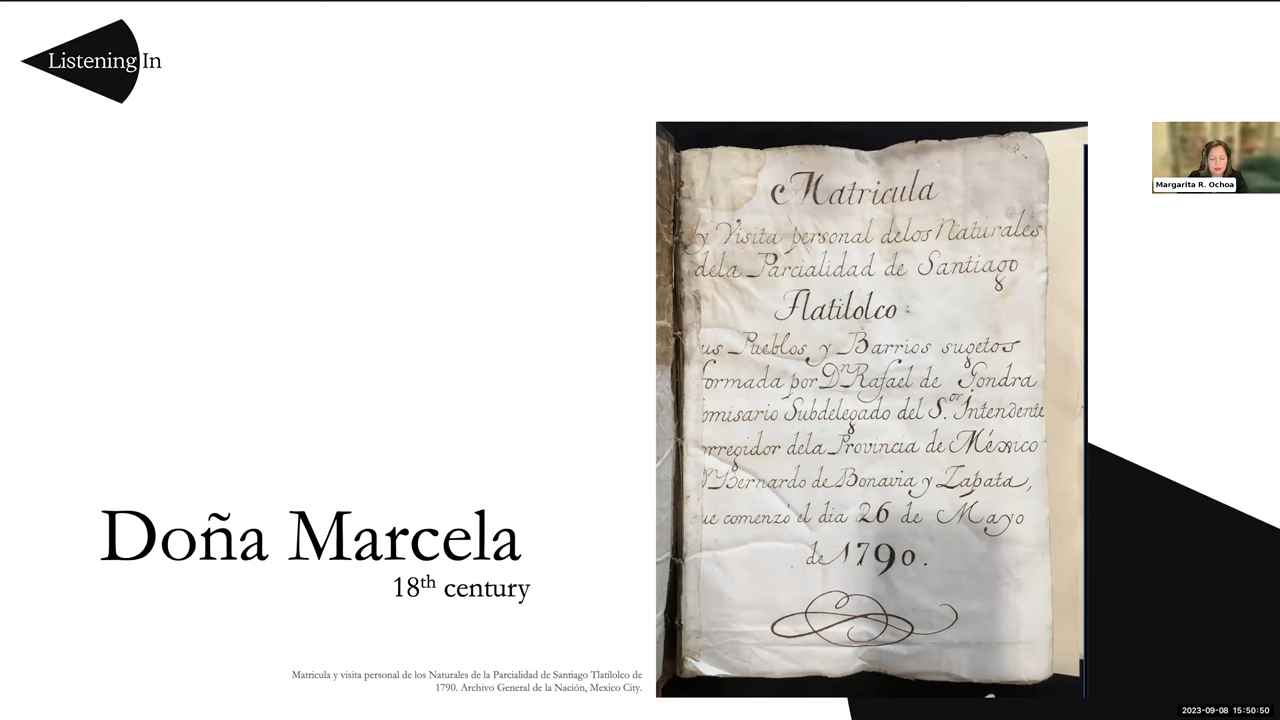 Listening In
Matricula
y Visita personal delos Naturales
dela Parcialidad de Santiago
Tlatilolco.
us Pueblos y Barrios sugetos
formada por Dn Rafael de Gondra
omisario Subdelegado del S.or Intendente
rregidor dela Provincia de México
Bernardo de Bonavia y Zapata,
ue comenzó el dia 26 de Mayo
de 1790.
Doña Marcela
18th century
Matricula y visita personal de los Naturales de la Parcialidad de Santiago Tlatilolco de
1790. Archivo General de la Nación, Mexico City.
Margarita R. Ochoa
2023-09-08 15:50:50